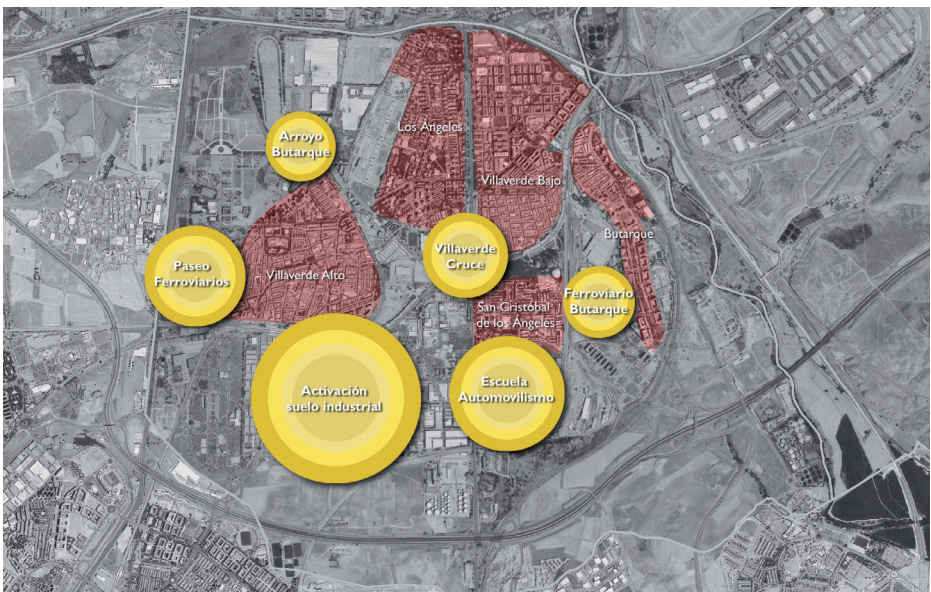 Los Ángeles
Arroyo
Butarque
Villaverde Bajo
Butarque
Villaverde
Cruce
Paseo
Ferroviarios
Villaverde Alto
Ferroviario
Butarque
San Cristóbal
de los Ángeles
Activación
suelo industrial
Escuela
Automovilismo